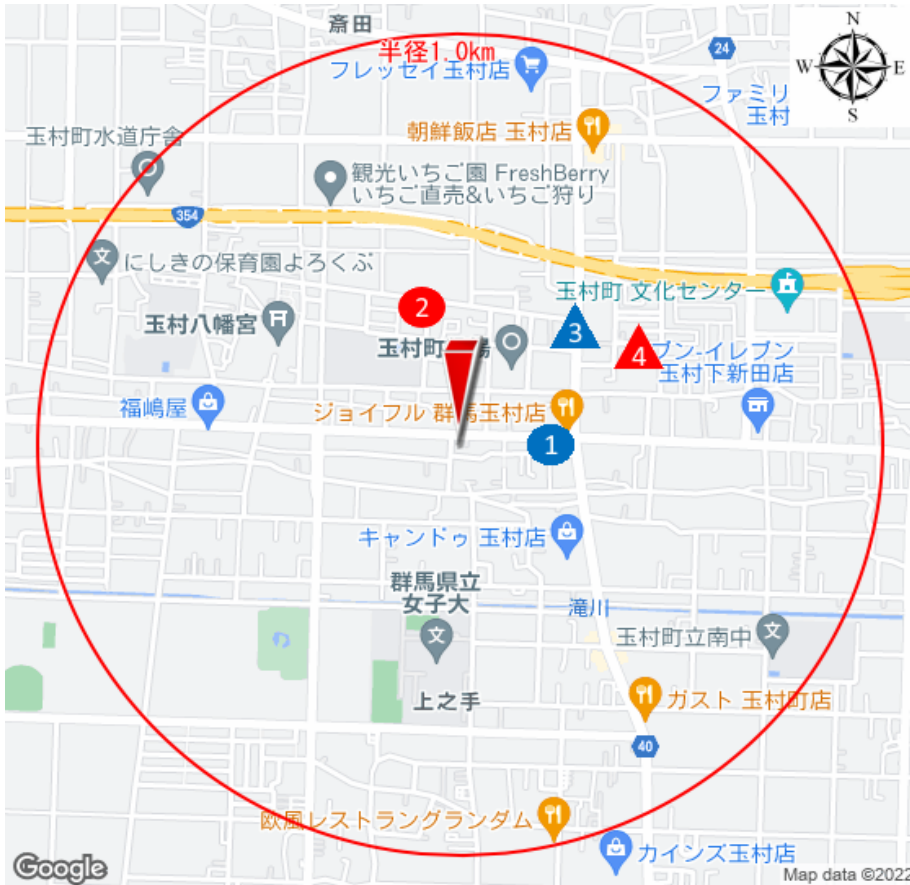 斎田
半径1.0km
フレッセイ玉村店
24
N
W E
S
ファミリ
玉村
朝鮮飯店 玉村店
玉村町水道庁舎
観光いちご園 FreshBerry
いちご直売&いちご狩り
354
にしきの保育園よろくぶ
玉村町 文化センター
2
玉村八幡宮
3
玉村町
4
ブン-イレブン
玉村下新田店
福嶋屋
ジョイフル 群馬玉村店
1
キャンドゥ 玉村店
群馬県立
女子大
滝川
玉村町立南中
上之手
ガスト 玉村町店
40
欧風レストラングランダム
カインズ玉村店
Google
Map data ©2022